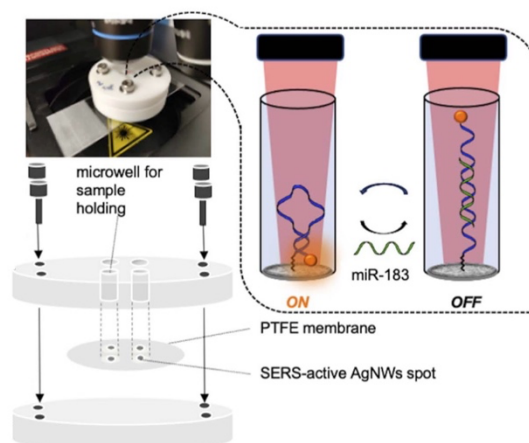 microwell for
sample
holding
miR-183
ON
OFF
PTFE membrane
SERS-active AgNWs spot